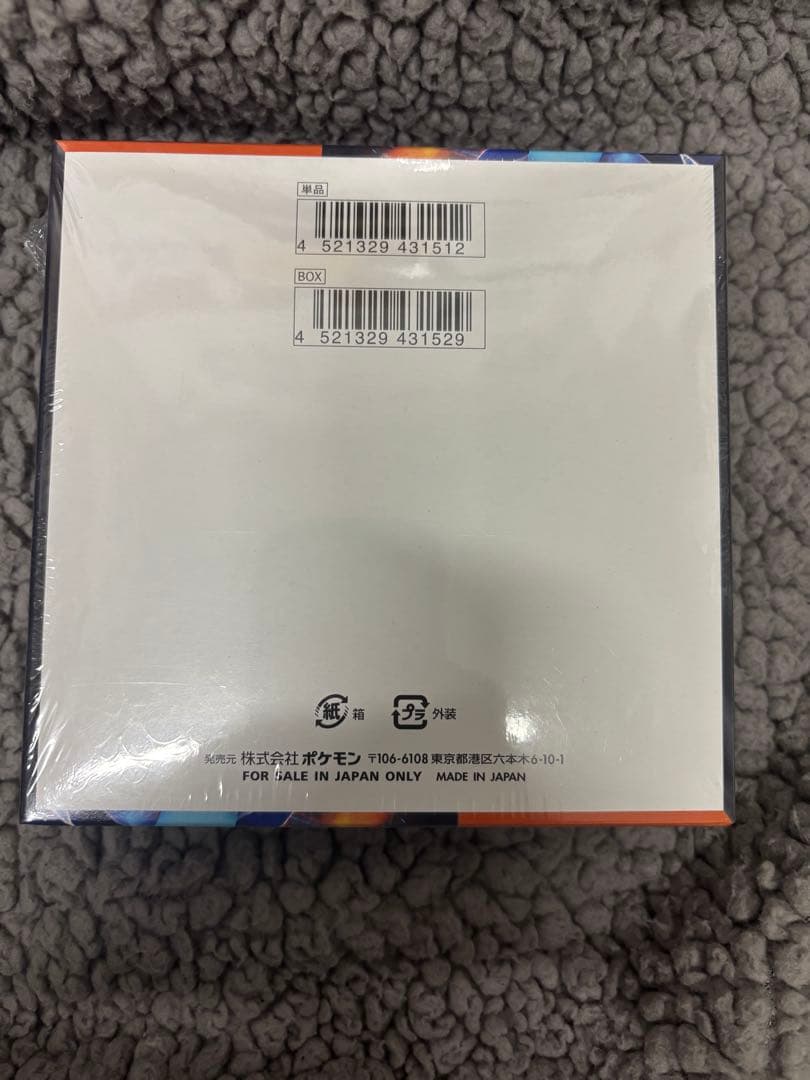 単品
4 521329 431512
BOX
4 521329 431529
紙 箱 プラ 外装
発売元 株式会社 ポケモン 〒106-6108 東京都港区六本木6-10-1
FOR SALE IN JAPAN ONLY MADE IN JAPAN